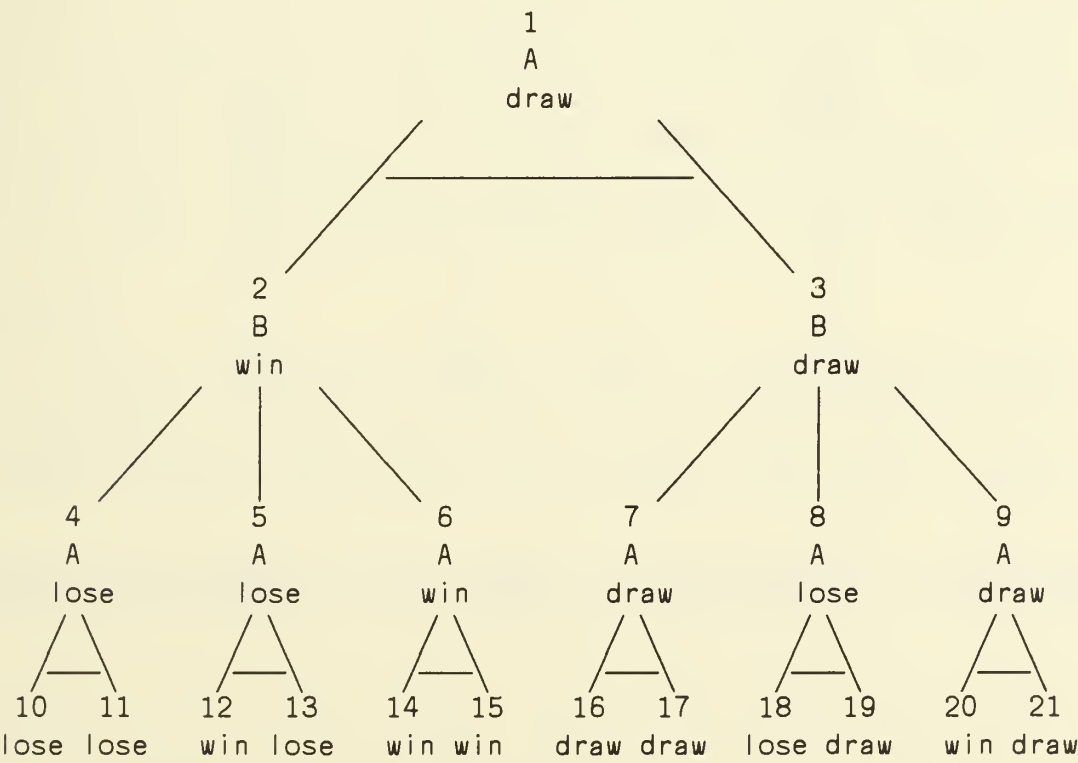 1
A
draw
2 3
B B
win draw
4 5 6 7 8 9
A A A A A A
lose lose win draw lose draw
10 11 12 13 14 15 16 17 18 19 20 21
lose lose win lose win win draw draw lose draw win draw